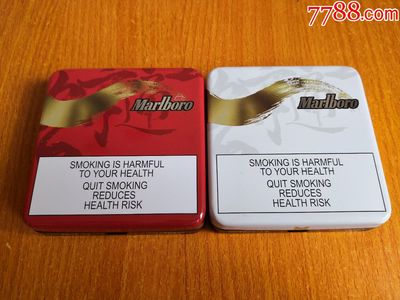 7788.com
Marlboro
SMOKING IS HARMFUL
TO YOUR HEALTH
QUIT SMOKING
REDUCES
HEALTH RISK
Marlboro
SMOKING IS HARMFUL
TO YOUR HEALTH
QUIT SMOKING
REDUCES
HEALTH RISK